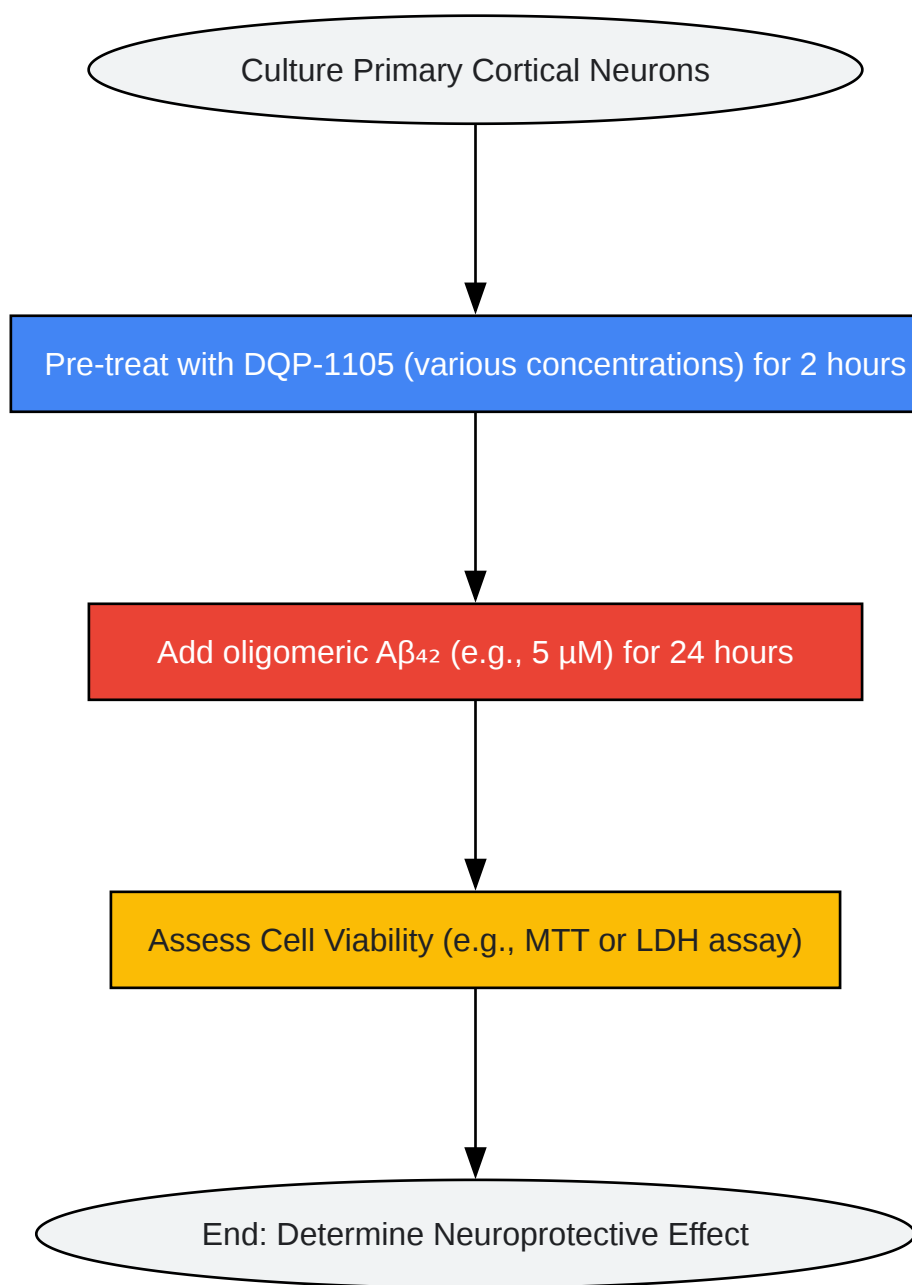 Culture Primary Cortical Neurons
Pre-treat with DQP-1105 (various concentrations) for 2 hours
Add oligomeric Aβ₄₂ (e.g., 5 µM) for 24 hours
Assess Cell Viability (e.g., MTT or LDH assay)
End: Determine Neuroprotective Effect